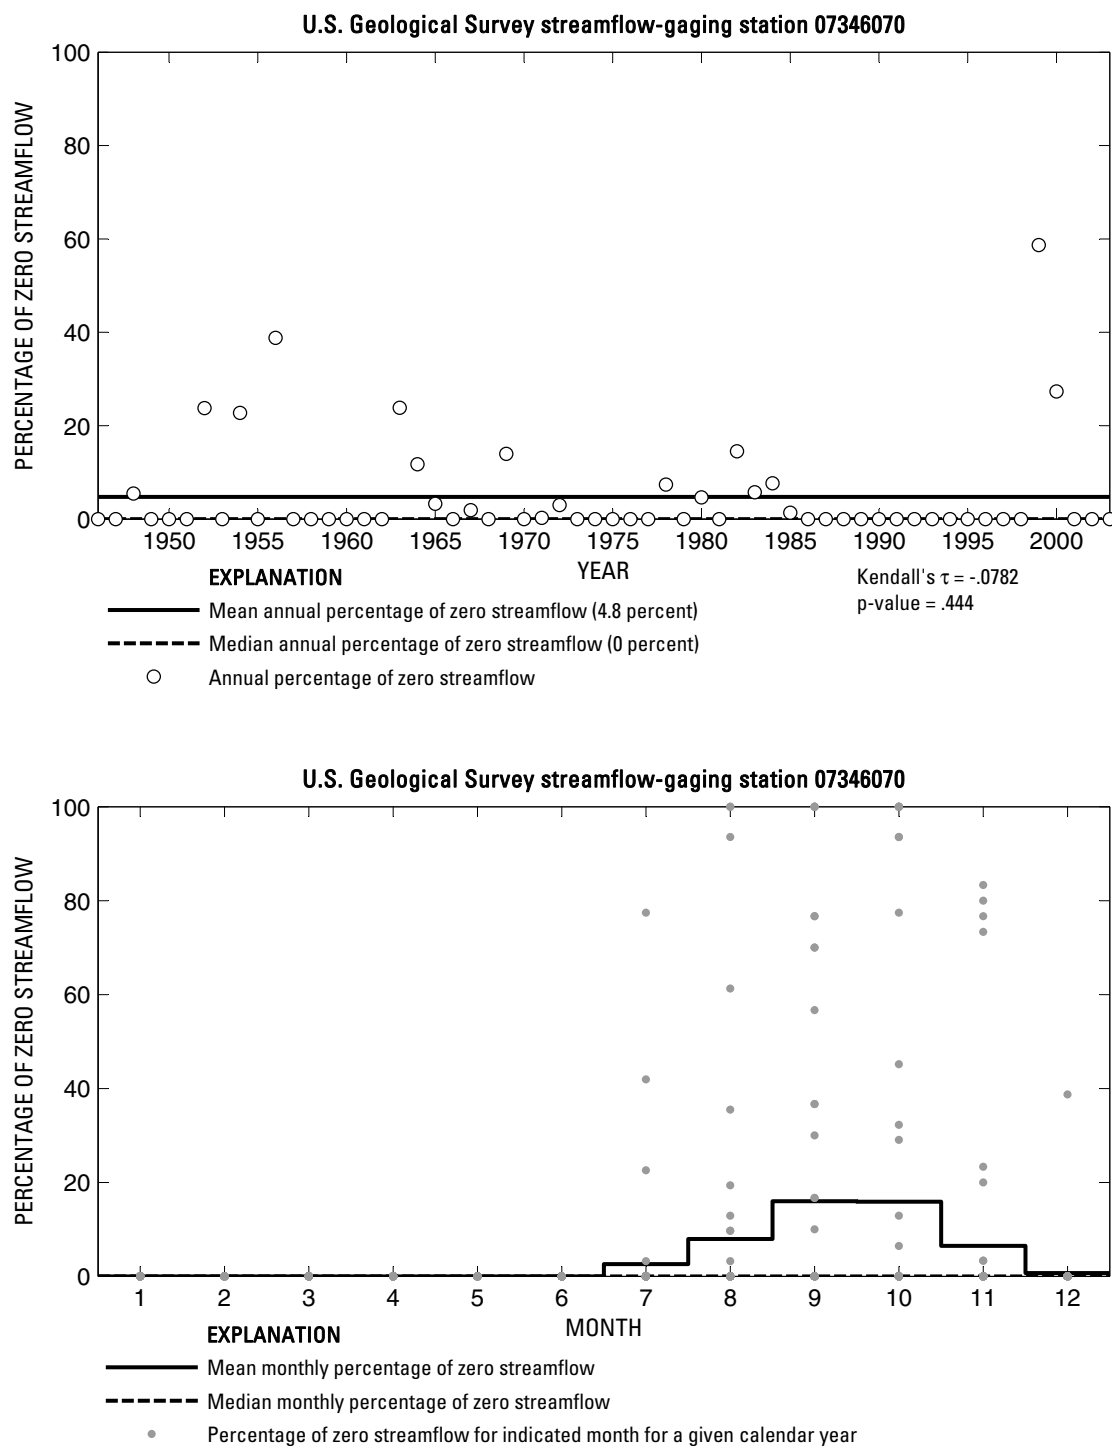 U.S. Geological Survey streamflow-gaging station 07346070
PERCENTAGE OF ZERO STREAMFLOW
100
80
60
40
20
0
1950 1955 1960 1965 1970 1975 1980 1985 1990 1995 2000
YEAR
Kendall's τ = -.0782
p-value = .444
EXPLANATION
Mean annual percentage of zero streamflow (4.8 percent)
Median annual percentage of zero streamflow (0 percent)
Annual percentage of zero streamflow
U.S. Geological Survey streamflow-gaging station 07346070
PERCENTAGE OF ZERO STREAMFLOW
100
80
60
40
20
0
1 2 3 4 5 6 7 8 9 10 11 12
MONTH
EXPLANATION
Mean monthly percentage of zero streamflow
Median monthly percentage of zero streamflow
Percentage of zero streamflow for indicated month for a given calendar year